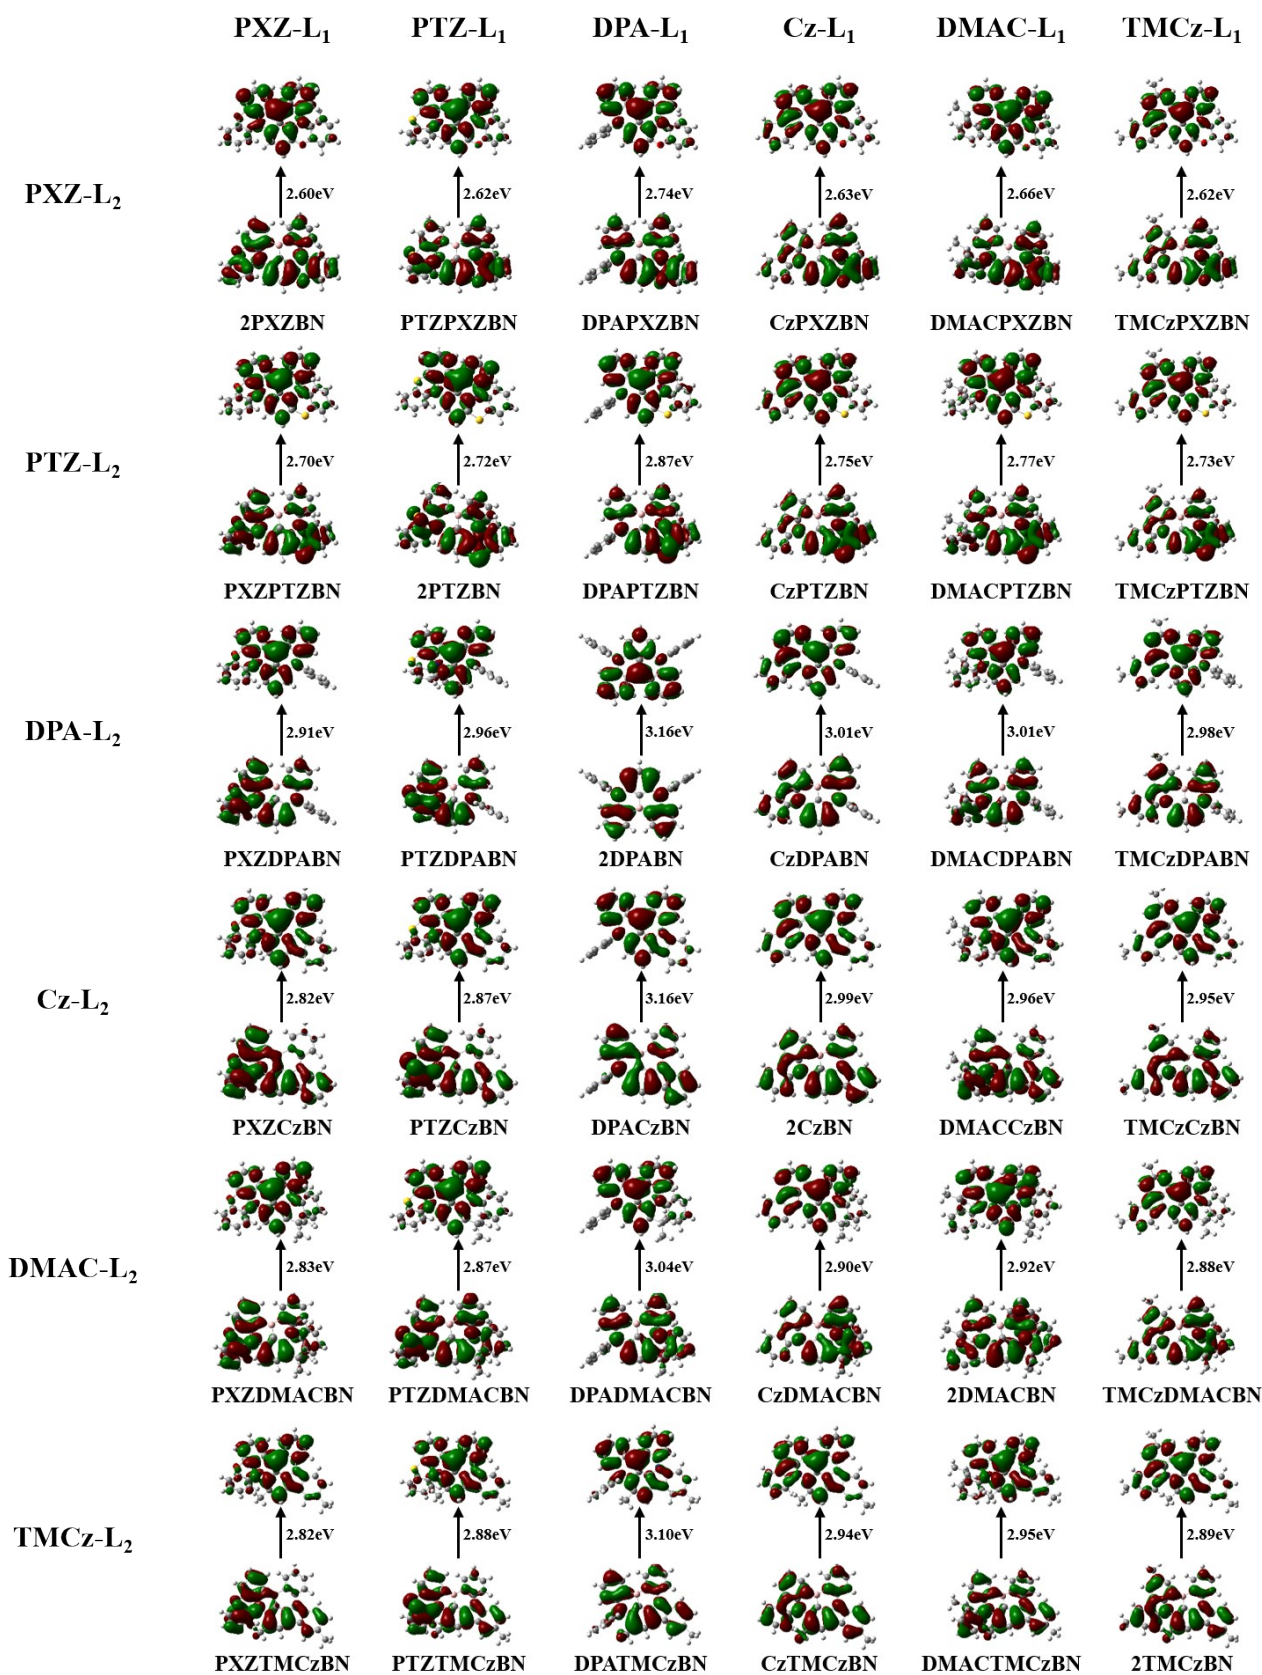 PXZ-L₁ PTZ-L₁ DPA-L₁ Cz-L₁ DMAC-L₁ TMCz-L₁
PXZ-L₂ 2.60eV 2.62eV 2.74eV 2.63eV 2.66eV 2.62eV
2PXZBN PTZPXZBN DPAPXZBN CzPXZBN DMACPXZBN TMCzPXZBN
PTZ-L₂ 2.70eV 2.72eV 2.87eV 2.75eV 2.77eV 2.73eV
PXZPTZBN 2PTZBN DPAPTZBN CzPTZBN DMACPTZBN TMCzPTZBN
DPA-L₂ 2.91eV 2.96eV 3.16eV 3.01eV 3.01eV 2.98eV
PXZDPABN PTZDPABN 2DPABN CzDPABN DMACDPABN TMCzDPABN
Cz-L₂ 2.82eV 2.87eV 3.16eV 2.99eV 2.96eV 2.95eV
PXZCzBN PTZCzBN DPACzBN 2CzBN DMACCzBN TMCzCzBN
DMAC-L₂ 2.83eV 2.87eV 3.04eV 2.90eV 2.92eV 2.88eV
PXZDMACBN PTZDMACBN DPADMACBN CzDMACBN 2DMACBN TMCzDMACBN
TMCz-L₂ 2.82eV 2.88eV 3.10eV 2.94eV 2.95eV 2.89eV
PXZTMCzBN PTZTMCzBN DPATMCzBN CzTMCzBN DMACTMCzBN 2TMCzBN